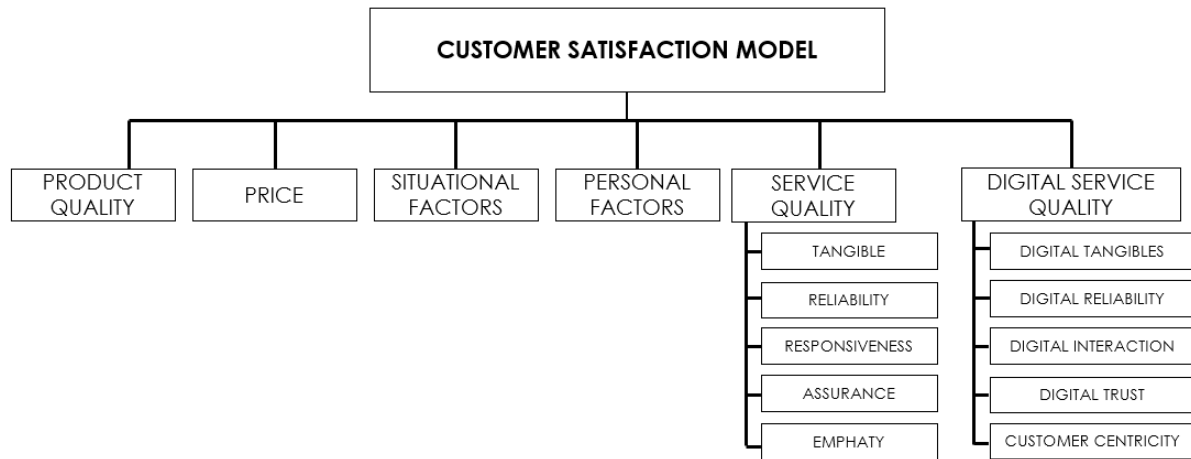 CUSTOMER SATISFACTION MODEL
PRODUCT
QUALITY
PRICE
SITUATIONAL
FACTORS
PERSONAL
FACTORS
SERVICE
QUALITY
DIGITAL SERVICE
QUALITY
TANGIBLE
RELIABILITY
RESPONSIVENESS
ASSURANCE
EMPHATY
DIGITAL TANGIBLES
DIGITAL RELIABILITY
DIGITAL INTERACTION
DIGITAL TRUST
CUSTOMER CENTRICITY